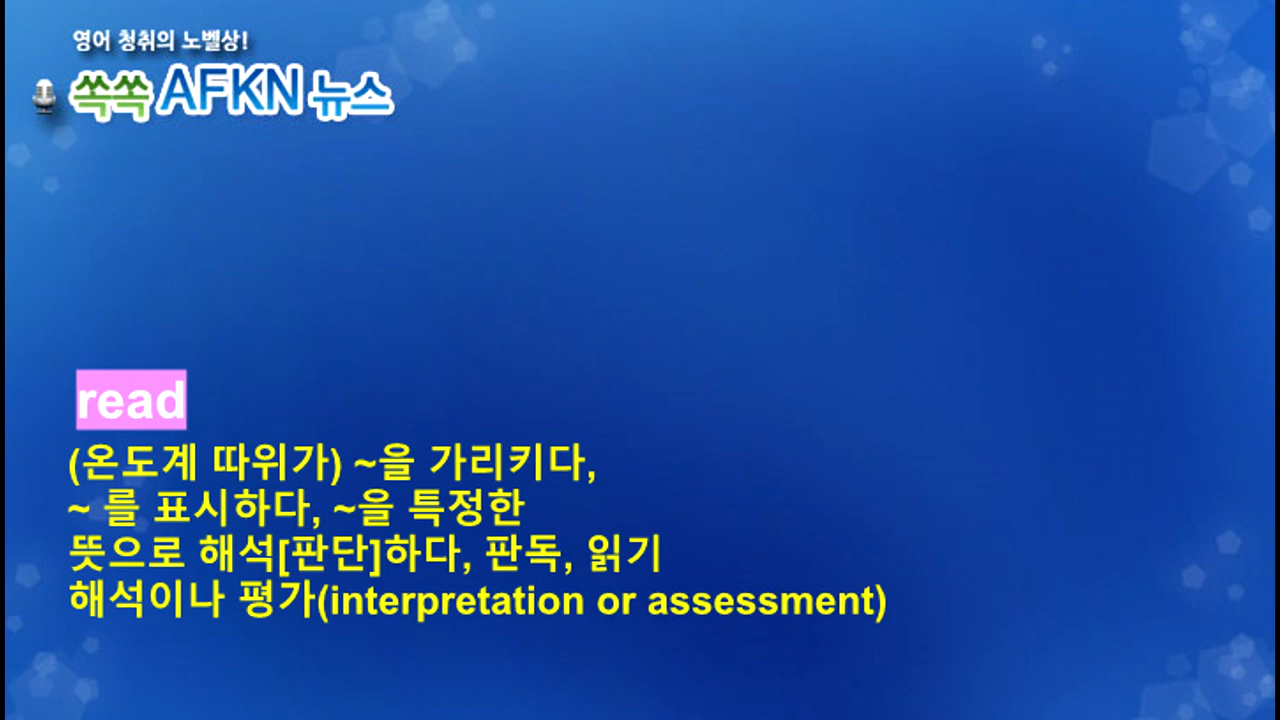 영어 청취의 노벨상!
쏙쏙 AFKN 뉴스
read
(온도계 따위가) ~을 가리키다,
~ 를 표시하다, ~을 특정한
뜻으로 해석[판단]하다, 판독, 읽기
해석이나 평가(interpretation or assessment)